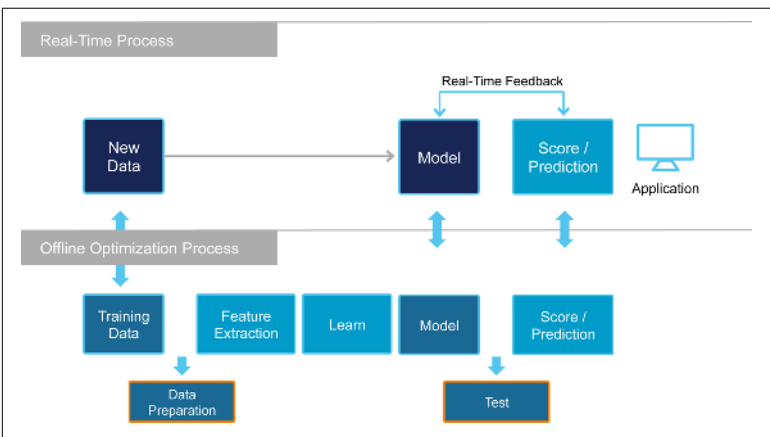 Real-Time Process
Real-Time Feedback
New
Data
Model
Score /
Prediction
Application
Offline Optimization Process
Training
Data
Feature
Extraction
Learn
Model
Score /
Prediction
Data
Preparation
Test